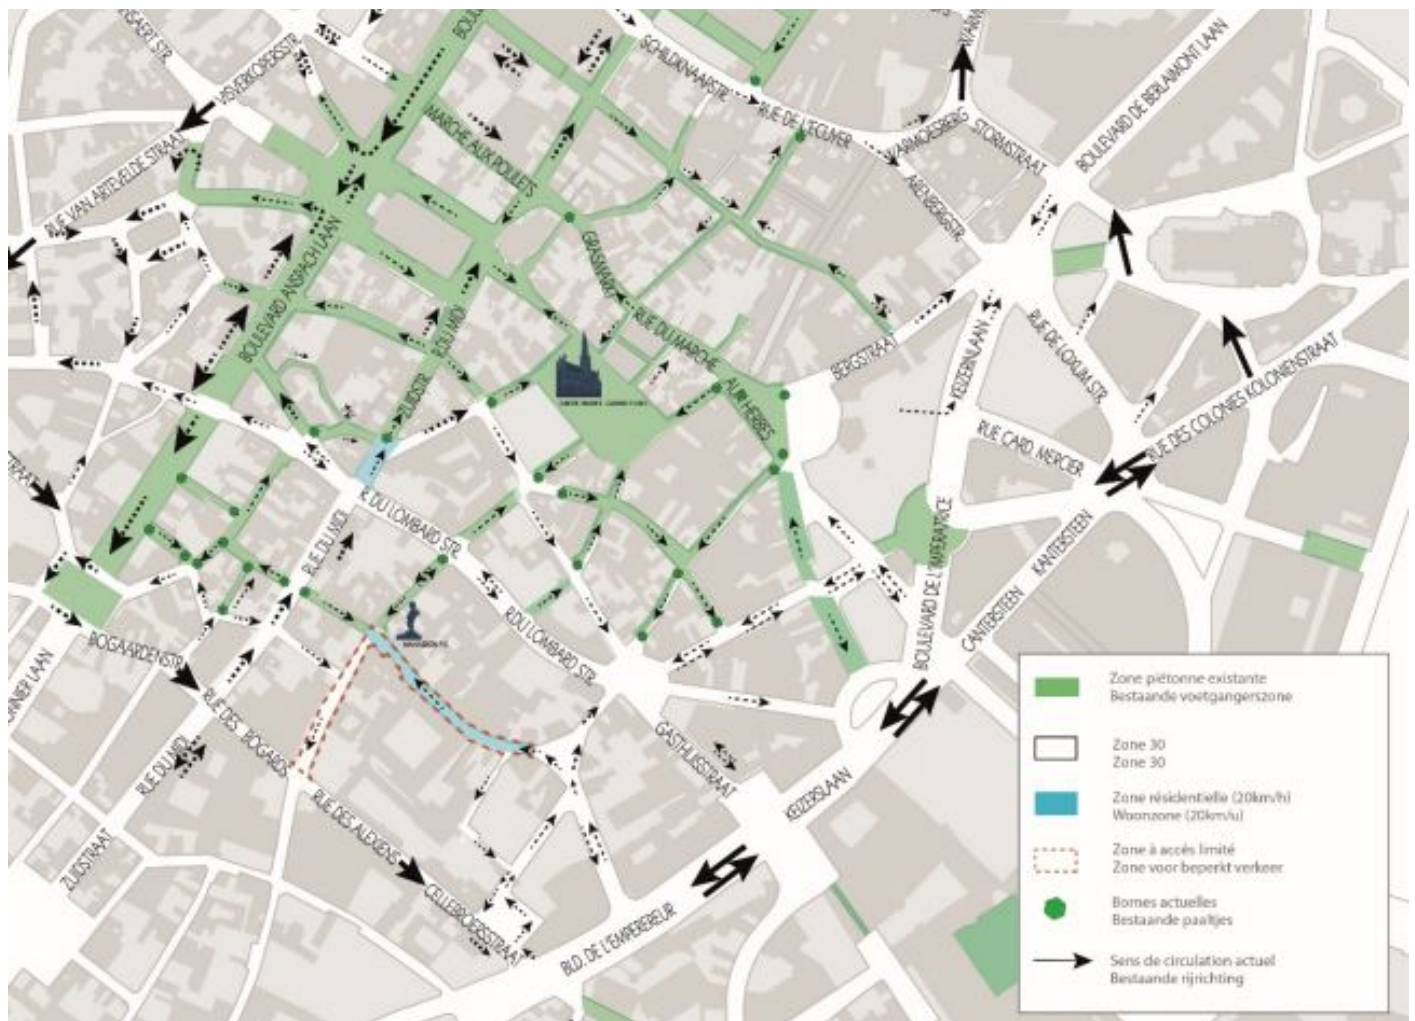 VISVERKOPERSSTR.
SCHILDKNAAPSTR.
RUE DE L'ECUYER
WARMOESBERG
STORMSTRAAT
BOULEVARD DE BERLAIMONT LAAN
MARCHE AUX POULETS
ARENBERGSTR.
RUE VAN ARTEVELDE STRAAT
GRASMARKT
BOULEVARD ANSPACH LAAN
R.DU MIDI
RUE DU MARCHE AUX HERBES
BERGSTRAAT
KEIZERINLAAN
RUE DE LOXUM STR.
RUE DES COLONIES KOLONIENSTRAAT
ZUIDSTR.
RUE CARD. MERCIER
R. DU LOMBARD STR.
RUE DU MIDI
BOULEVARD DE L'IMPERATRICE
CANTERSTEEN KANTERSTEEN
R.DU LOMBARD STR.
BOGAARDENSTR.
RUE DES BOGARDS
RUE DU MIDI
ZUIDSTRAAT
RUE DES ALEXIENS
CELLEBROERSSTRAAT
GASTHUISSTRAAT
KEIZERSLAAN
BLD. DE L'EMPEREREUR
Zone piétonne existante
Bestaande voetgangerszone
Zone 30
Zone 30
Zone résidentielle (20km/h)
Woonzone (20km/u)
Zone à accès limité
Zone voor beperkt verkeer
Bornes actuelles
Bestaande paaltjes
Sens de circulation actuel
Bestaande rijrichting